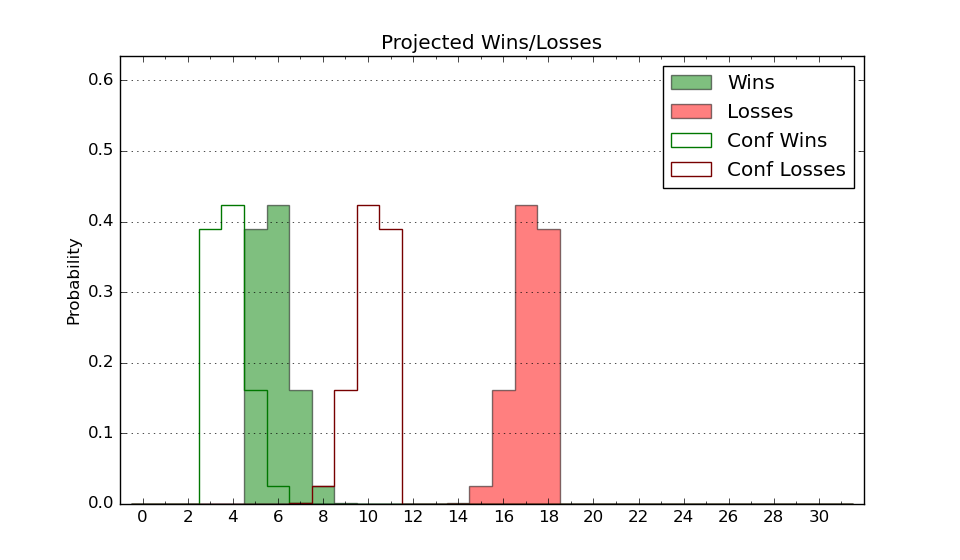 Projected Wins/Losses
Wins
Losses
Conf Wins
Conf Losses
Probability
0.6
0.5
0.4
0.3
0.2
0.1
0.0
0 2 4 6 8 10 12 14 16 18 20 22 24 26 28 30